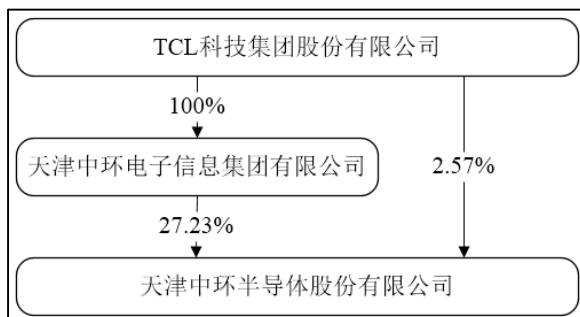 TCL科技集团股份有限公司
100%
天津中环电子信息集团有限公司
2.57%
27.23%
天津中环半导体股份有限公司